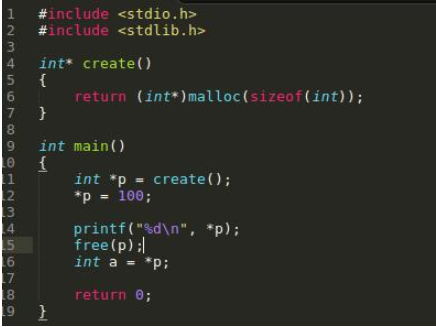 1 #include <stdio.h>
2 #include <stdlib.h>
3
4 int* create()
5 {
6 return (int*)malloc(sizeof(int));
7 }
8
9 int main()
10 {
11 int *p = create();
12 *p = 100;
13
14 printf("%d\n", *p);
15 free(p);
16 int a = *p;
17
18 return 0;
19 }